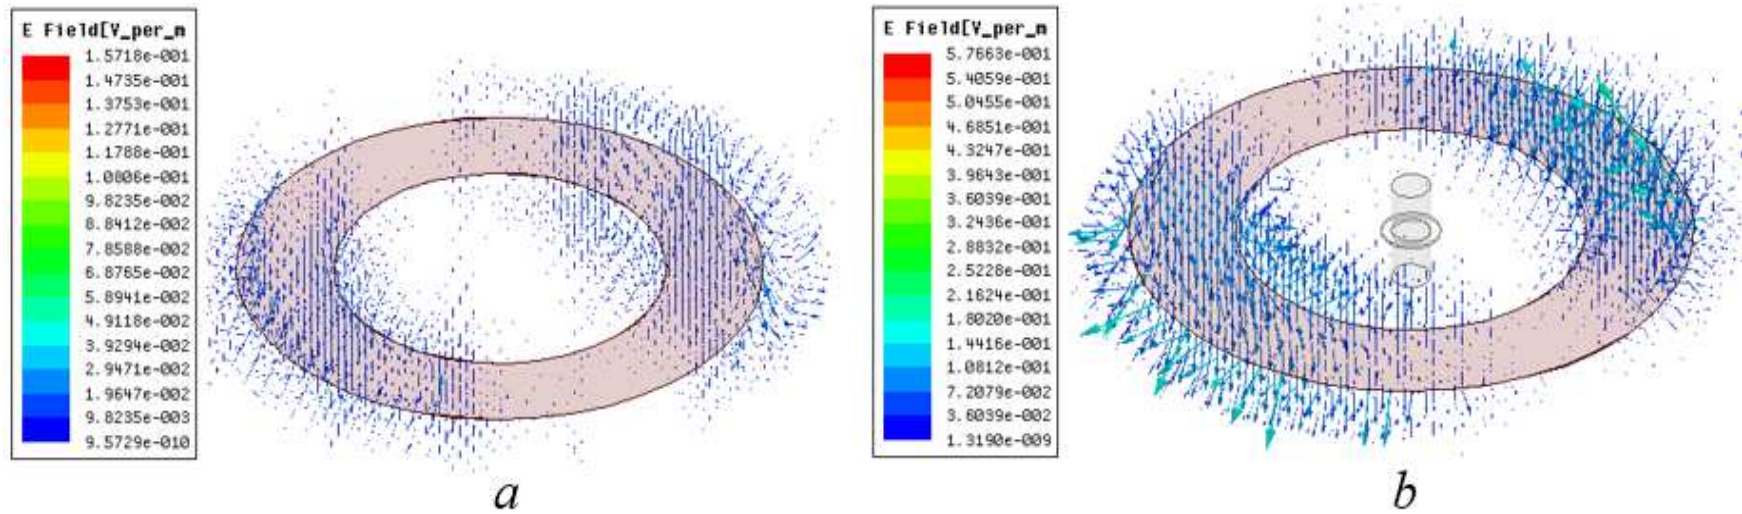 E Field[V_per_m
1.5718e-001
1.4735e-001
1.3753e-001
1.2771e-001
1.1788e-001
1.0806e-001
9.8235e-002
8.8412e-002
7.8588e-002
6.8765e-002
5.8941e-002
4.9118e-002
3.9294e-002
2.9471e-002
1.9647e-002
9.8235e-003
9.5729e-010
a
E Field[V_per_m
5.7663e-001
5.4059e-001
5.0455e-001
4.6851e-001
4.3247e-001
3.9643e-001
3.6039e-001
3.2436e-001
2.8832e-001
2.5228e-001
2.1624e-001
1.8020e-001
1.4416e-001
1.0812e-001
7.2079e-002
3.6039e-002
1.3190e-009
b